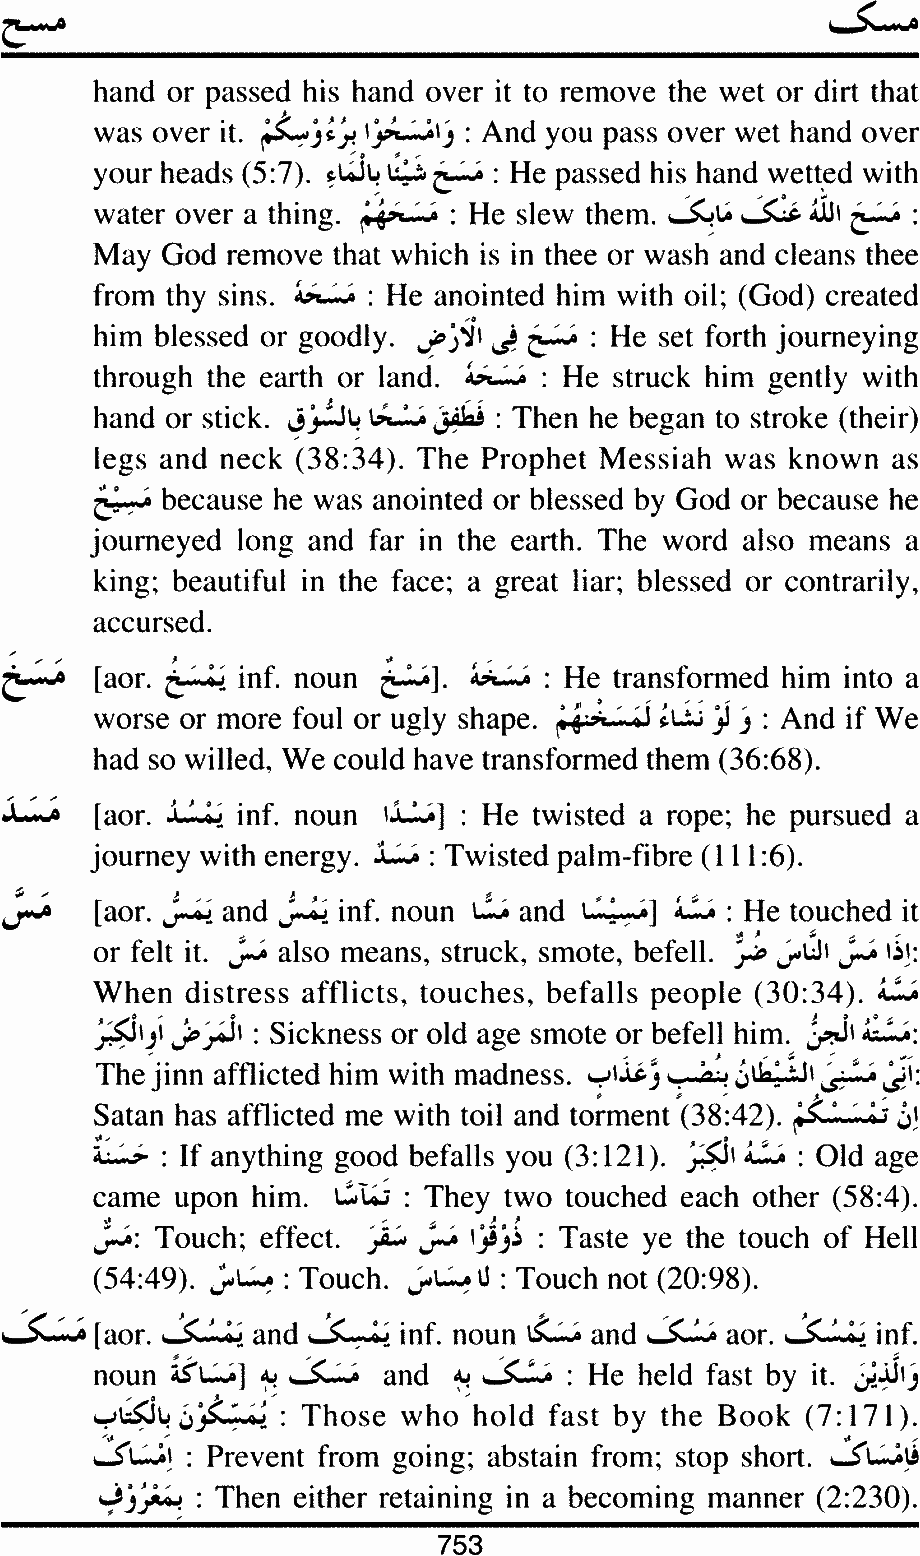 مسح مسک
hand or passed his hand over it to remove the wet or dirt that
was over it. وَامْسَحُوْا بِرُءُوْسِكُمْ : And you pass over wet hand over
your heads (5:7). مَسَحَ شَيْئًا بِالْمَاءِ : He passed his hand wetted with
water over a thing. مَسَحَهُمْ : He slew them. مَسَحَ اللّٰهُ عَنْکَ مَابِکَ :
May God remove that which is in thee or wash and cleans thee
from thy sins. مَسَحَهٗ : He anointed him with oil; (God) created
him blessed or goodly. مَسَحَ فِی الْاَرْضِ : He set forth journeying
through the earth or land. مَسَحَهٗ : He struck him gently with
hand or stick. فَطَفِقَ مَسْحًا بِالسُّوْقِ : Then he began to stroke (their)
legs and neck (38:34). The Prophet Messiah was known as
مَسِيْحٌ because he was anointed or blessed by God or because he
journeyed long and far in the earth. The word also means a
king; beautiful in the face; a great liar; blessed or contrarily,
accursed.
مَسَخَ [aor. يَمْسَخُ inf. noun مَسْخٌ]. مَسَخَهٗ : He transformed him into a
worse or more foul or ugly shape. وَ لَوْ نَشَاءُ لَمَسَخْنٰهُمْ : And if We
had so willed, We could have transformed them (36:68).
مَسَدَ [aor. يَمْسُدُ inf. noun مَسْدًا] : He twisted a rope; he pursued a
journey with energy. مَسَدٌ : Twisted palm-fibre (111:6).
مَسَّ [aor. يَمَسُّ and يَمُسُّ inf. noun مَسًّا and مَسِيْسًا] مَسَّهٗ : He touched it
or felt it. مَسَّ also means, struck, smote, befell. اِذَا مَسَّ النَّاسَ ضُرٌّ:
When distress afflicts, touches, befalls people (30:34). مَسَّهُ
الْمَرَضُ اَوِالْكِبَرُ : Sickness or old age smote or befell him. مَسَّتْهُ الْجِنُّ:
The jinn afflicted him with madness. اَنِّیْ مَسَّنِیَ الشَّيْطَانُ بِنُصْبٍ وَّعَذَابٍ:
Satan has afflicted me with toil and torment (38:42). اِنْ تَمْسَسْكُمْ
حَسَنَةٌ : If anything good befalls you (3:121). مَسَّهُ الْكِبَرُ : Old age
came upon him. تَمَآسَّا : They two touched each other (58:4).
مَسٌّ: Touch; effect. ذُوْقُوْا مَسَّ سَقَرَ : Taste ye the touch of Hell
(54:49). مِسَاسٌ : Touch. لَا مِسَاسَ : Touch not (20:98).
مَسَکَ [aor. يَمْسُکُ and يَمْسِکُ inf. noun مَسْكًا and مَسُکَ aor. يَمْسُکُ inf.
noun مَسَاكَةً] مَسَکَ بِهٖ and مَسَّکَ بِهٖ : He held fast by it. وَالَّذِيْنَ
يُمَسِّكُوْنَ بِالْكِتَابِ : Those who hold fast by the Book (7:171).
اِمْسَاکٌ : Prevent from going; abstain from; stop short. فَاِمْسَاکٌ
بِمَعْرُوْفٍ : Then either retaining in a becoming manner (2:230).
753